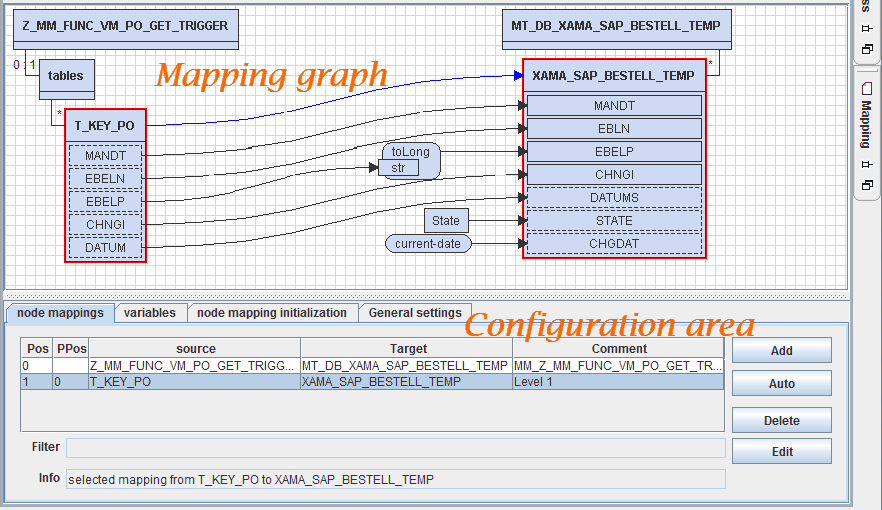 Z_MM_FUNC_VM_PO_GET_TRIGGER
MT_DB_XAMA_SAP_BESTELL_TEMP
0 : 1
tables
*
Mapping graph
XAMA_SAP_BESTELL_TEMP
*
T_KEY_PO
MANDT
EBELN
EBELP
CHNGI
DATUM
toLong
str
State
current-date
MANDT
EBLN
EBELP
CHNGI
DATUMS
STATE
CHGDAT
ss
Mapping
node mappings variables node mapping initialization General settings
Configuration area
Pos PPos source Target Comment
0 Z_MM_FUNC_VM_PO_GET_TRIGG... MT_DB_XAMA_SAP_BESTELL_TEMP MM_Z_MM_FUNC_VM_PO_GET_TR...
1 0 T_KEY_PO XAMA_SAP_BESTELL_TEMP Level 1
Add
Auto
Delete
Edit
Filter
Info selected mapping from T_KEY_PO to XAMA_SAP_BESTELL_TEMP